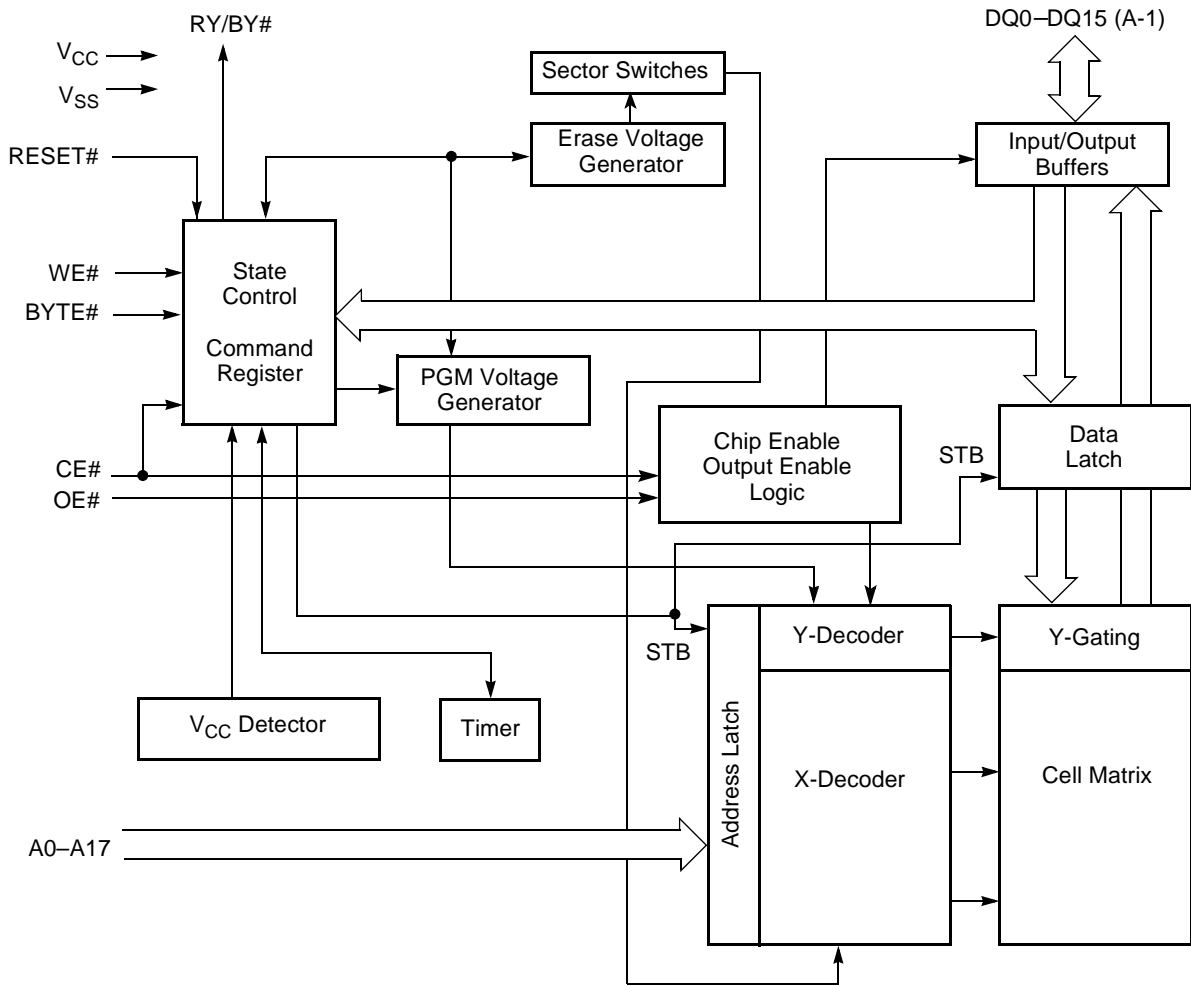 RY/BY#
DQ0–DQ15 (A-1)
VCC
VSS
Sector Switches
Erase Voltage
Generator
Input/Output
Buffers
RESET#
WE#
BYTE#
State
Control
Command
Register
PGM Voltage
Generator
Chip Enable
Output Enable
Logic
STB
Data
Latch
CE#
OE#
STB
Y-Decoder
Y-Gating
VCC Detector
Timer
Address Latch
X-Decoder
Cell Matrix
A0–A17